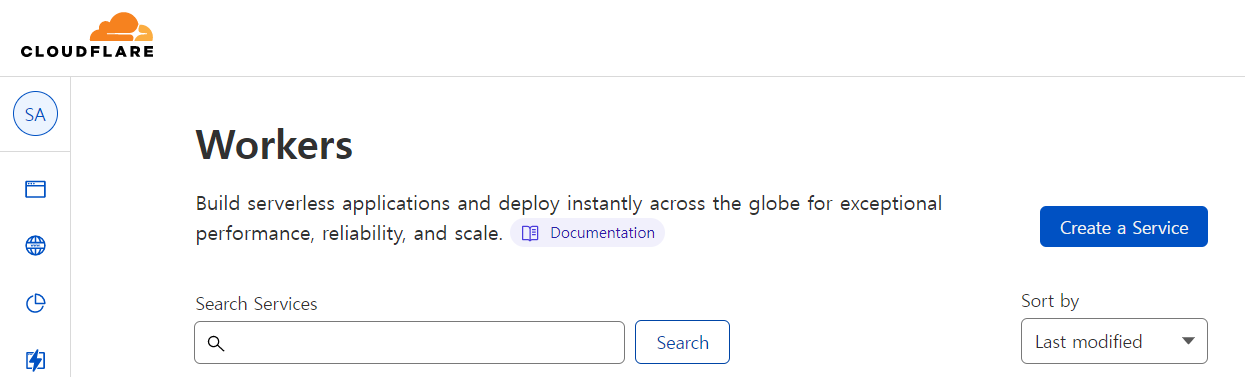 CLOUDFLARE
SA
Workers
Build serverless applications and deploy instantly across the globe for exceptional
performance, reliability, and scale. Documentation
Create a Service
Search Services
Search
Sort by
Last modified